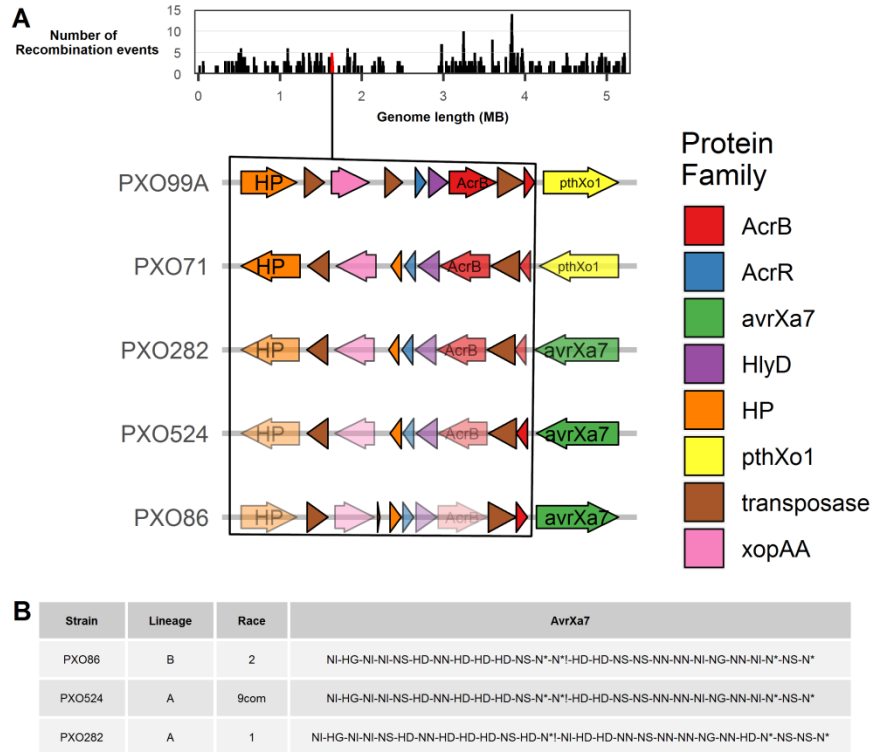 A
Number of
Recombination events
15
10
5
0
0 1 2 3 4 5
Genome length (MB)
PXO99A HP AcrB pthXo1
PXO71 HP AcrB pthXo1
PXO282 HP AcrB avrXa7
PXO524 HP AcrB avrXa7
PXO86 HP AcrB avrXa7
Protein
Family
AcrB
AcrR
avrXa7
HlyD
HP
pthXo1
transposase
xopAA
B
Strain Lineage Race AvrXa7
PXO86 B 2 NI-HG-NI-NI-NS-HD-NN-HD-HD-HD-NS-N*-N*!-HD-HD-NS-NS-NN-NN-NI-NG-NN-NI-N*-NS-N*
PXO524 A 9com NI-HG-NI-NI-NS-HD-NN-HD-HD-HD-NS-N*-N*!-HD-HD-NS-NS-NN-NN-NI-NG-NN-NI-N*-NS-N*
PXO282 A 1 NI-HG-NI-NI-NS-HD-NN-HD-HD-HD-NS-HD-N*!-NI-HD-HD-NN-NS-NN-NN-NN-NG-NN-HD-N*-NS-NS-N*